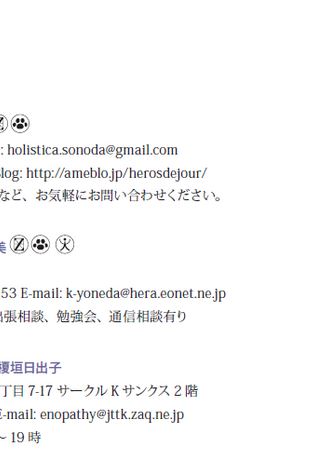 : holistica.sonoda@gmail.com
log: http://ameblo.jp/herosdejour/
など、お気軽にお問い合わせください。
美
53 E-mail: k-yoneda@hera.eonet.ne.jp
出張相談、勉強会、通信相談有り
榎垣日出子
丁目 7-17 サークル K サンクス 2 階
-mail: enopathy@jttk.zaq.ne.jp
~ 19 時